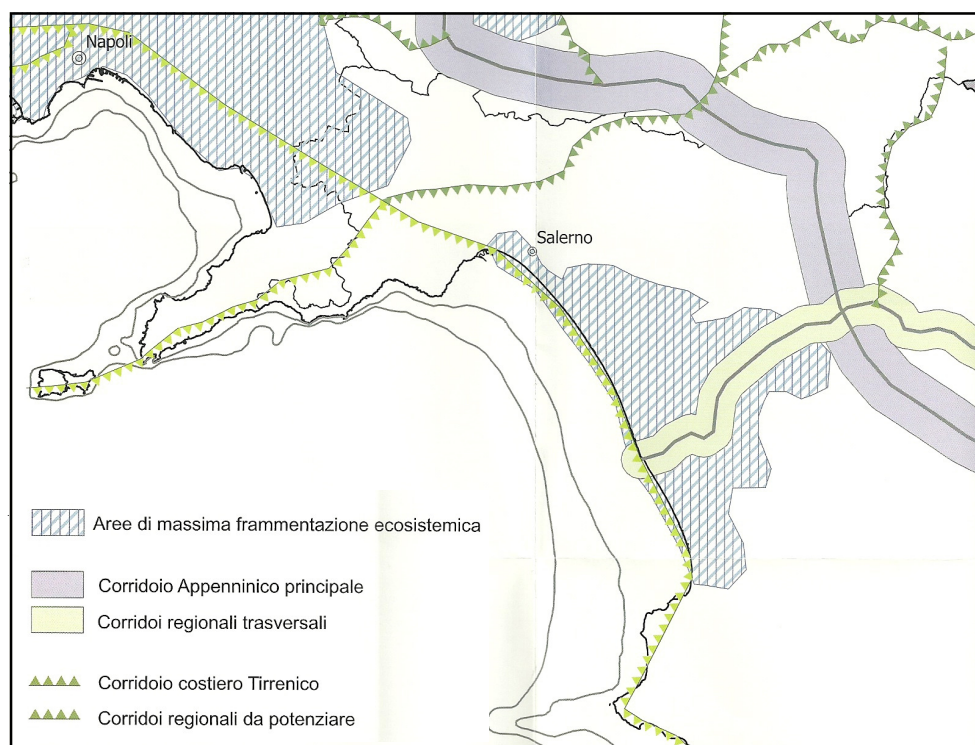 Napoli
Salerno
Aree di massima frammentazione ecosistemica
Corridoio Appenninico principale
Corridoi regionali trasversali
Corridoio costiero Tirrenico
Corridoi regionali da potenziare